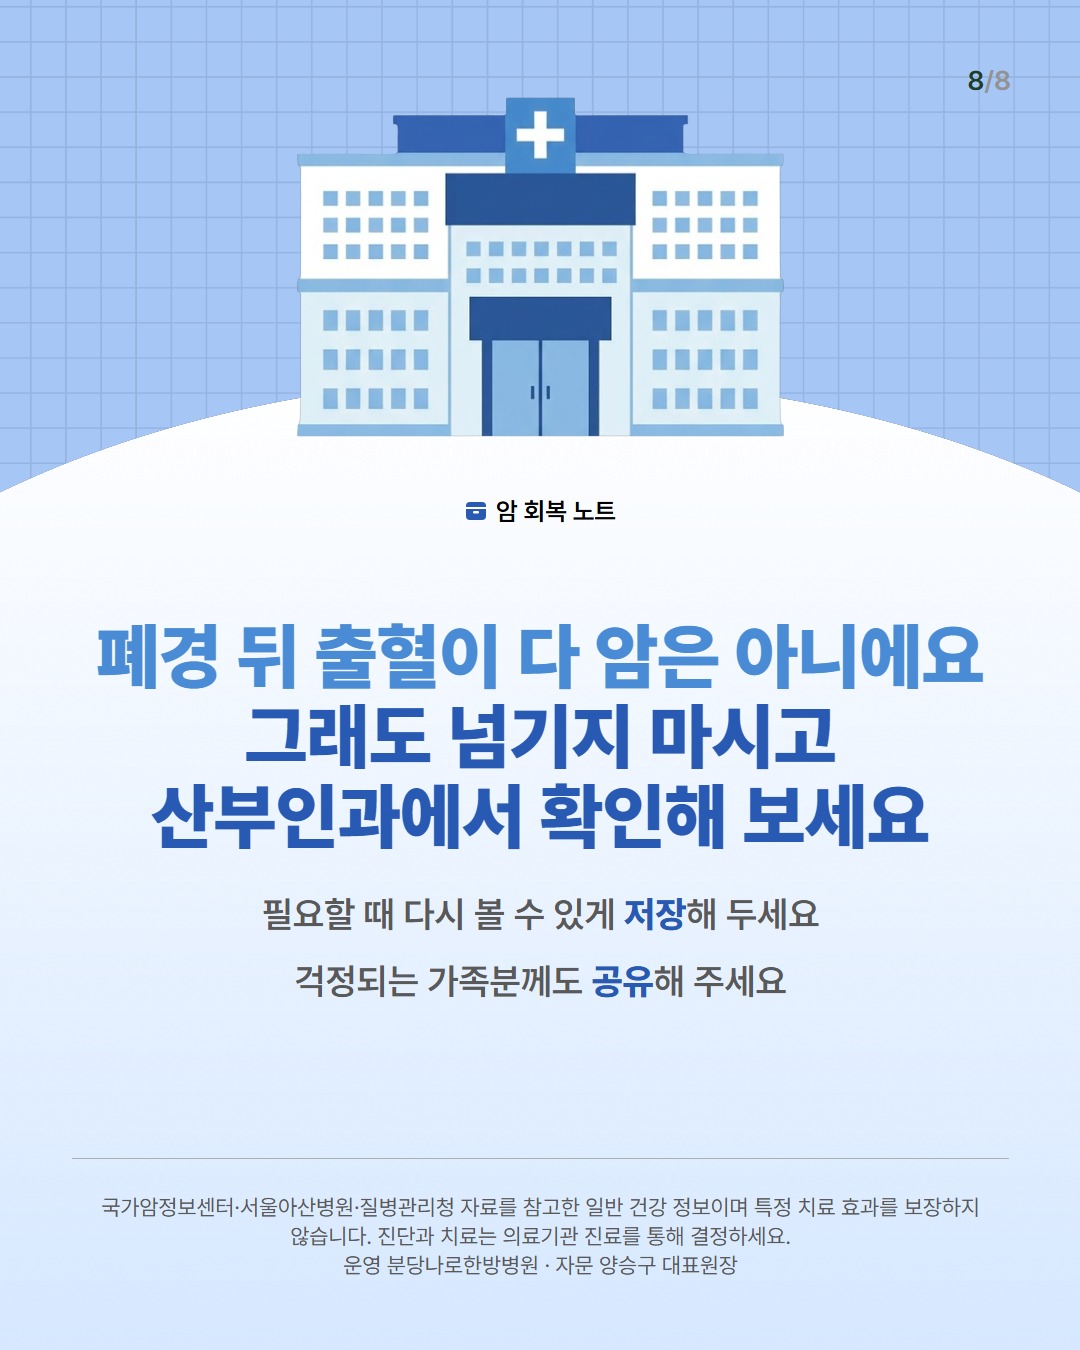 8/8
암 회복 노트
폐경 뒤 출혈이 다 암은 아니에요
그래도 넘기지 마시고
산부인과에서 확인해 보세요
필요할 때 다시 볼 수 있게 저장해 두세요
걱정되는 가족분께도 공유해 주세요
국가암정보센터·서울아산병원·질병관리청 자료를 참고한 일반 건강 정보이며 특정 치료 효과를 보장하지
않습니다. 진단과 치료는 의료기관 진료를 통해 결정하세요.
운영 분당나로한방병원 · 자문 양승구 대표원장